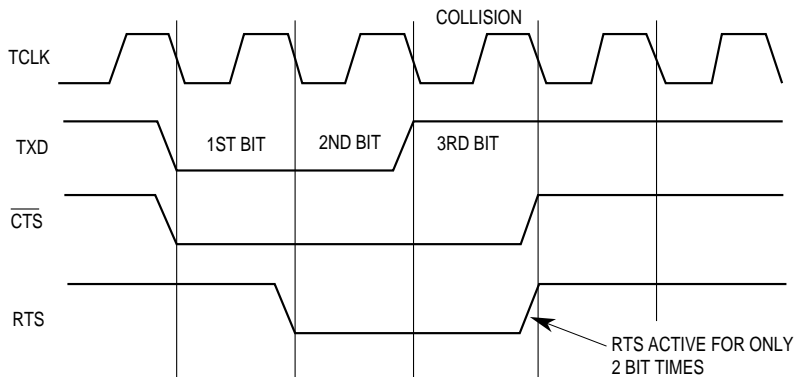 COLLISION
TCLK
TXD
1ST BIT 2ND BIT 3RD BIT
CTS
RTS
RTS ACTIVE FOR ONLY
2 BIT TIMES